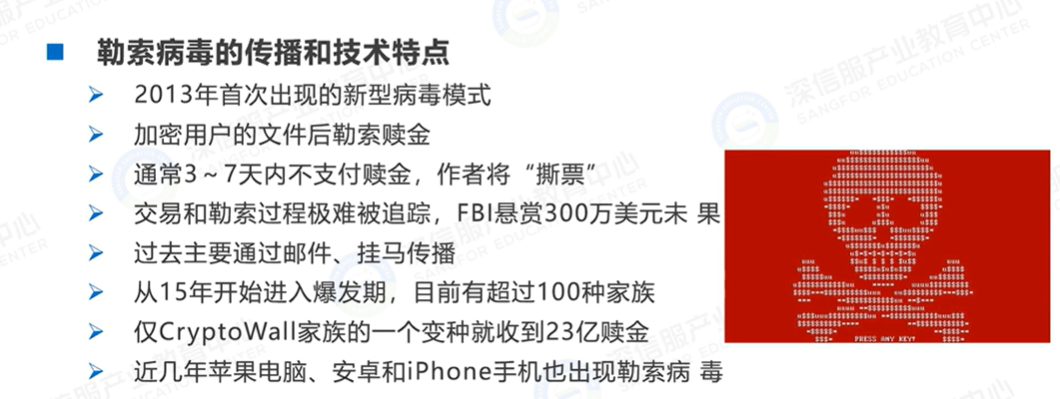 勒索病毒的传播和技术特点
2013年首次出现的新型病毒模式
加密用户的文件后勒索赎金
通常3～7天内不支付赎金，作者将“撕票”
交易和勒索过程极难被追踪，FBI悬赏300万美元未 果
过去主要通过邮件、挂马传播
从15年开始进入爆发期，目前有超过100种家族
仅CryptoWall家族的一个变种就收到23亿赎金
近几年苹果电脑、安卓和iPhone手机也出现勒索病 毒
PRESS ANY KEY!
深信服产业教育中心
SANGFOR EDUCATION CENTER